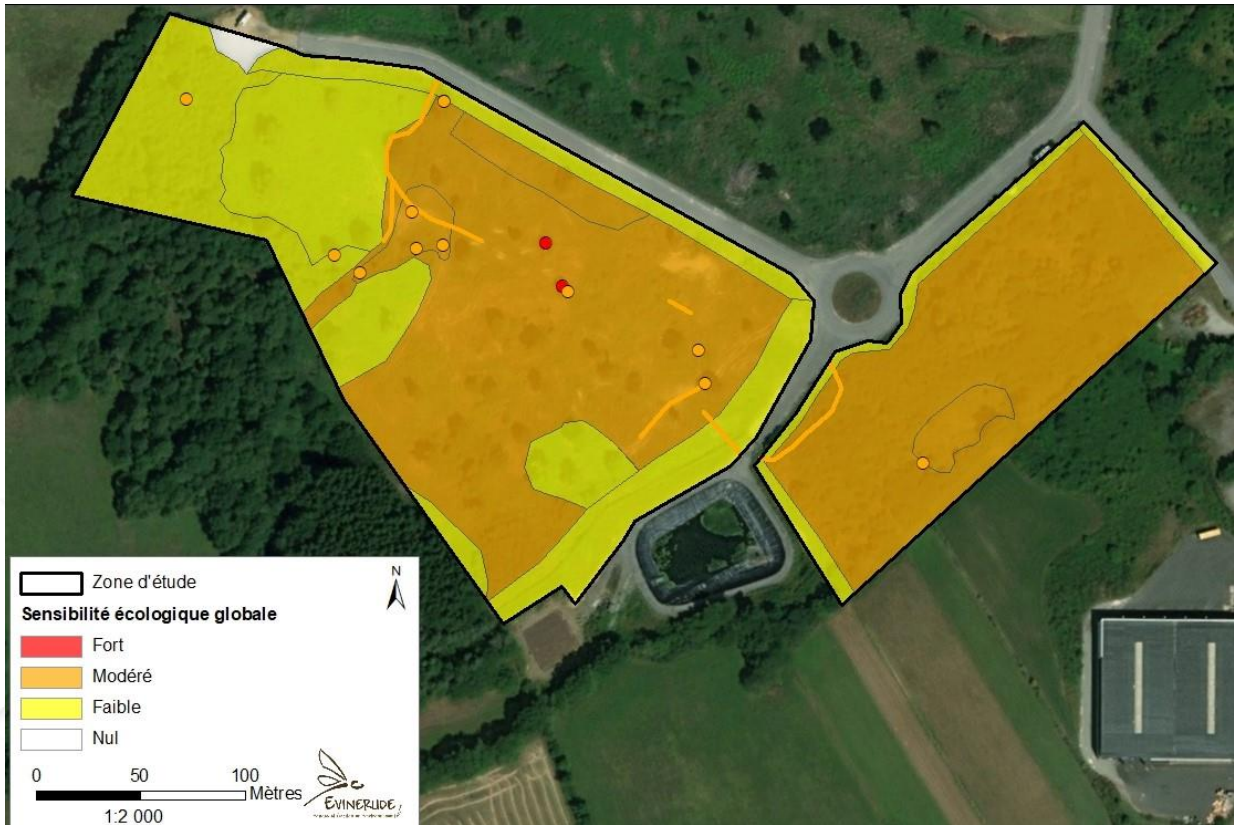 Zone d'étude
N
Sensibilité écologique globale
Fort
Modéré
Faible
Nul
0 50 100
Mètres
1:2 000
EVINERUDE